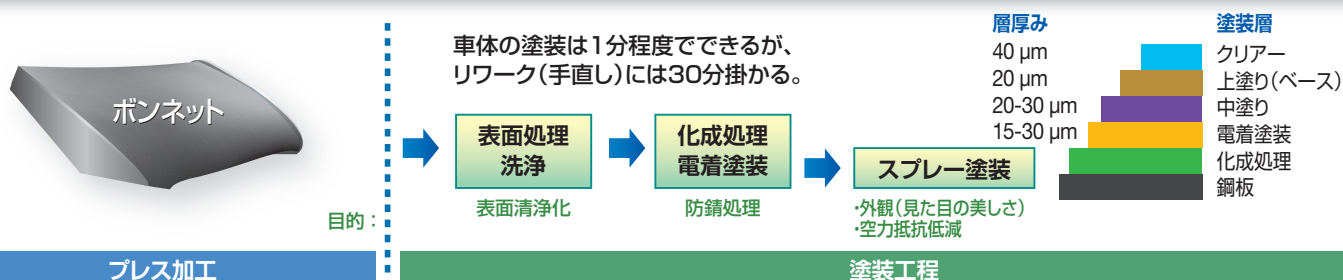 ボンネット
プレス加工
目的：
車体の塗装は1分程度でできるが、
リワーク（手直し）には30分掛かる。
表面処理
洗浄
表面清浄化
化成処理
電着塗装
防錆処理
スプレー塗装
・外観（見た目の美しさ）
・空力抵抗低減
層厚み 塗装層
40 µm クリアー
20 µm 上塗り（ベース）
20-30 µm 中塗り
15-30 µm 電着塗装
化成処理
鋼板
塗装工程